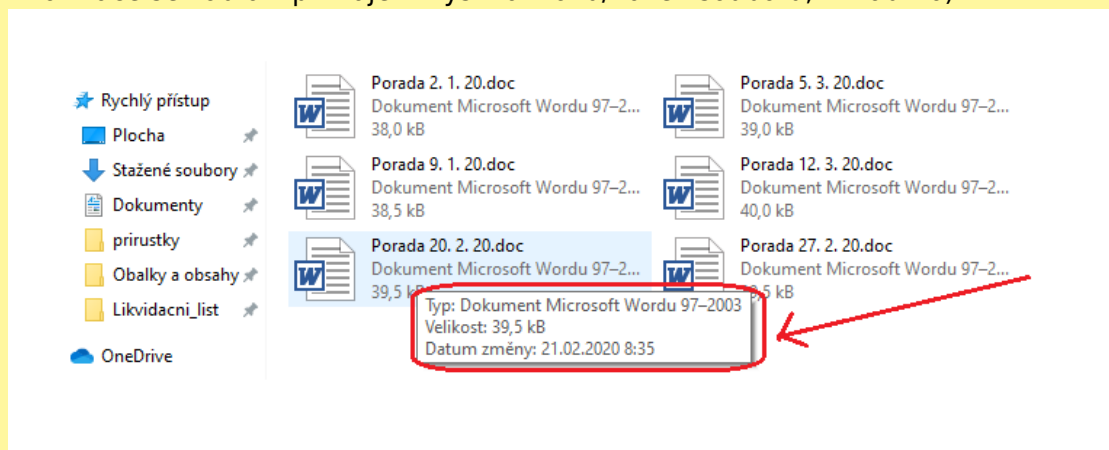 Rychlý přístup
Plocha
Stažené soubory
Dokumenty
prirustky
Obalky a obsahy
Likvidacni_list
OneDrive
Porada 2. 1. 20.doc
Dokument Microsoft Wordu 97–2...
38,0 kB
Porada 5. 3. 20.doc
Dokument Microsoft Wordu 97–2...
39,0 kB
Porada 9. 1. 20.doc
Dokument Microsoft Wordu 97–2...
38,5 kB
Porada 12. 3. 20.doc
Dokument Microsoft Wordu 97–2...
40,0 kB
Porada 20. 2. 20.doc
Dokument Microsoft Wordu 97–2...
39,5
Porada 27. 2. 20.doc
Dokument Microsoft Wordu 97–2...
kB
Typ: Dokument Microsoft Wordu 97–2003
Velikost: 39,5 kB
Datum změny: 21.02.2020 8:35